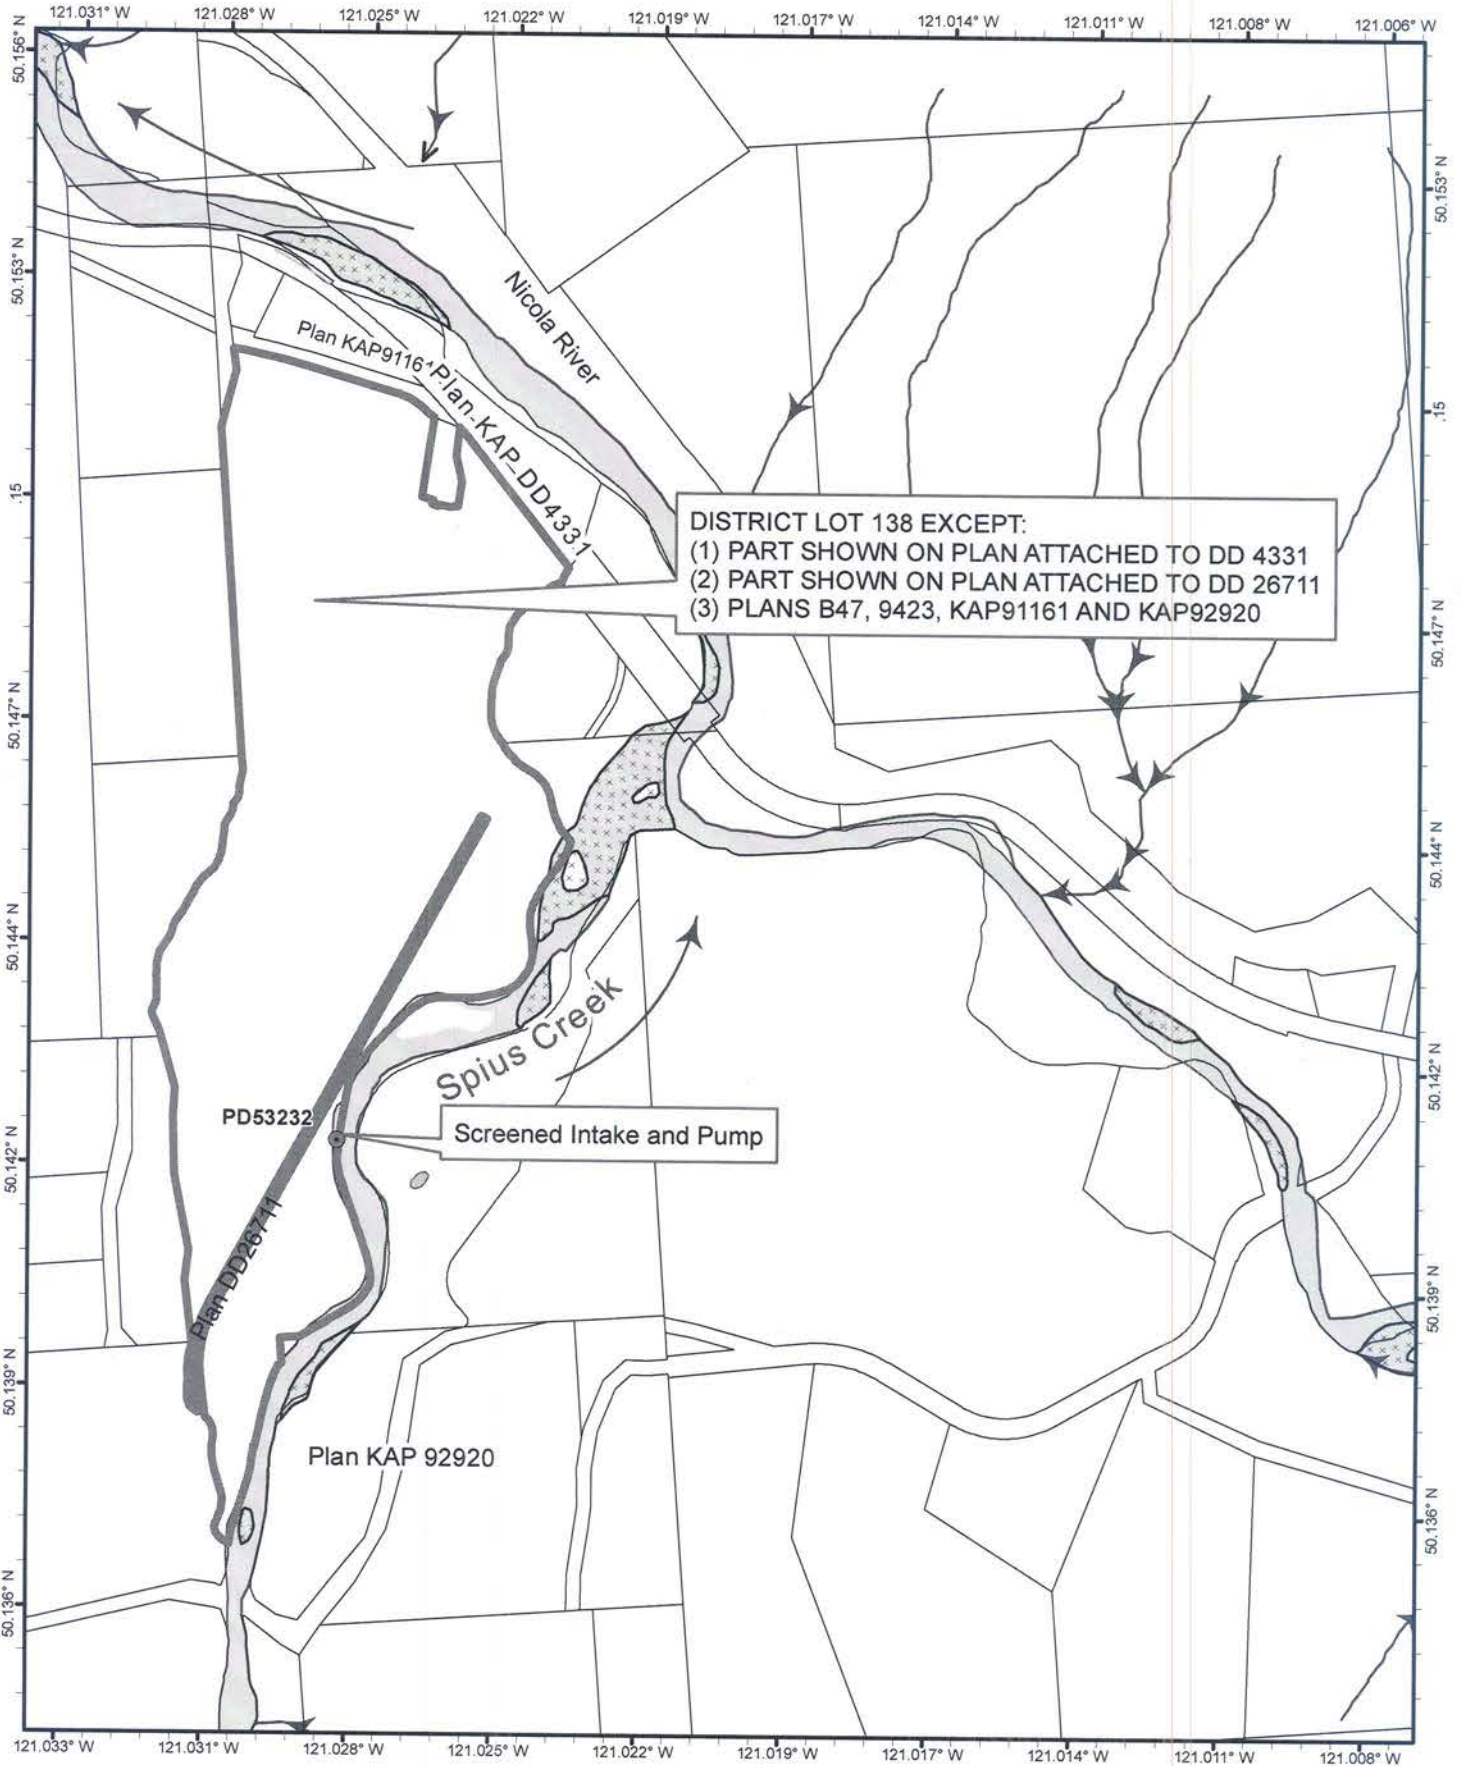 121.031° W 121.028° W 121.025° W 121.022° W 121.019° W 121.017° W 121.014° W 121.011° W 121.008° W 121.006° W
50.156° N
50.153° N
50.153° N
Nicola River
Plan KAP91161
Plan KAP DD4331
.15
.15
DISTRICT LOT 138 EXCEPT:
(1) PART SHOWN ON PLAN ATTACHED TO DD 4331
(2) PART SHOWN ON PLAN ATTACHED TO DD 26711
(3) PLANS B47, 9423, KAP91161 AND KAP92920
50.147° N
50.147° N
50.144° N
50.144° N
Spius Creek
50.142° N
PD53232
Screened Intake and Pump
50.142° N
Plan DD26711
50.139° N
50.139° N
Plan KAP 92920
50.136° N
50.136° N
121.033° W 121.031° W 121.028° W 121.025° W 121.022° W 121.019° W 121.017° W 121.014° W 121.011° W 121.008° W